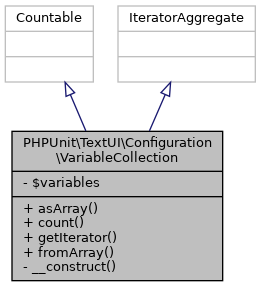 Countable
IteratorAggregate
PHPUnit\TextUI\Configuration
\VariableCollection
- $variables
+ asArray()
+ count()
+ getIterator()
+ fromArray()
- __construct()